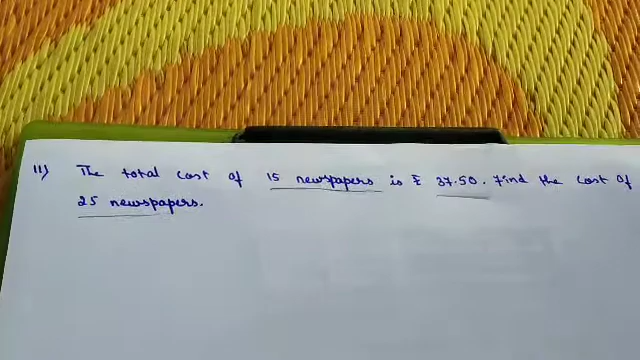 11) The total cost of 15 newspapers is ₹ 37.50. Find the cost of
25 newspapers.